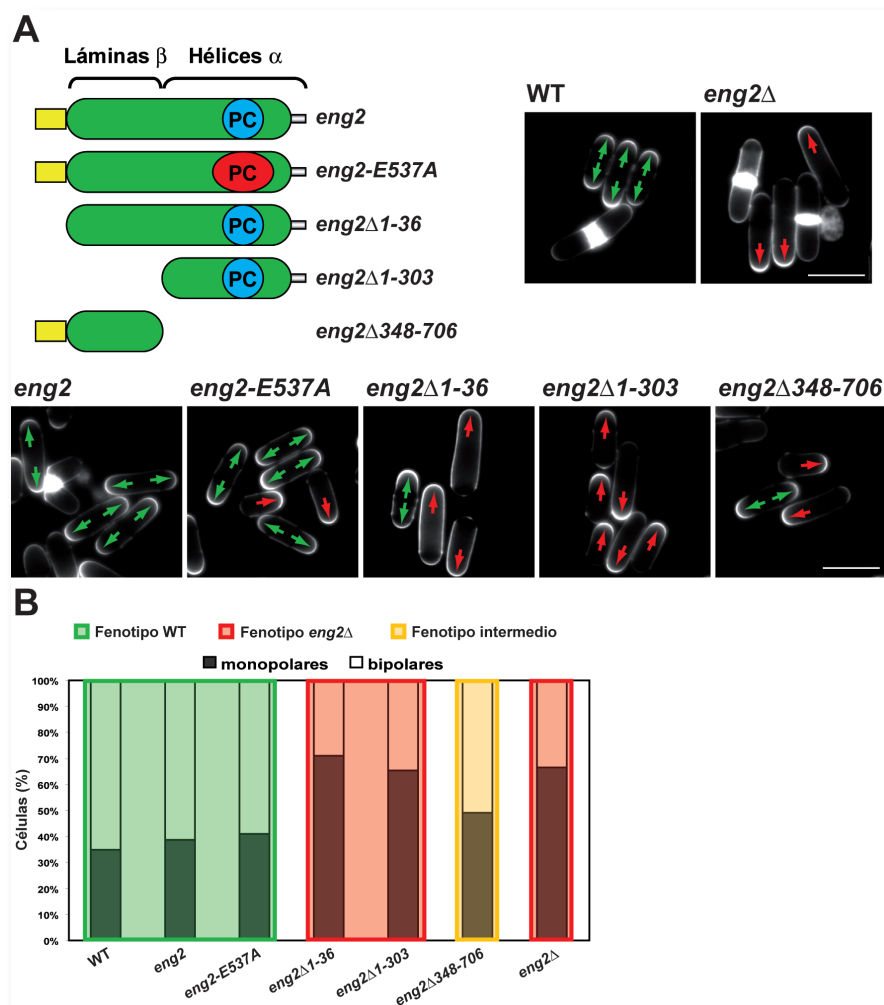 A
Láminas β Hélices α
PC eng2
PC eng2-E537A
PC eng2Δ1-36
PC eng2Δ1-303
eng2Δ348-706
WT eng2Δ
eng2 eng2-E537A eng2Δ1-36 eng2Δ1-303 eng2Δ348-706
B
Fenotipo WT Fenotipo eng2Δ Fenotipo intermedio
monopolares bipolares
Células (%)
100%
90%
80%
70%
60%
50%
40%
30%
20%
10%
0%
WT eng2 eng2-E537A eng2Δ1-36 eng2Δ1-303 eng2Δ348-706 eng2Δ